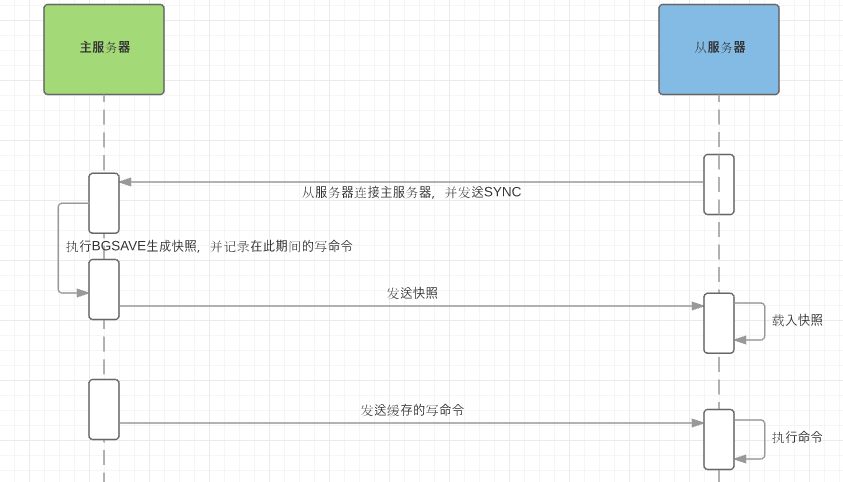 主服务器
从服务器
从服务器连接主服务器，并发送SYNC
执行BGSAVE生成快照，并记录在此期间的写命令
发送快照
载入快照
发送缓存的写命令
执行命令